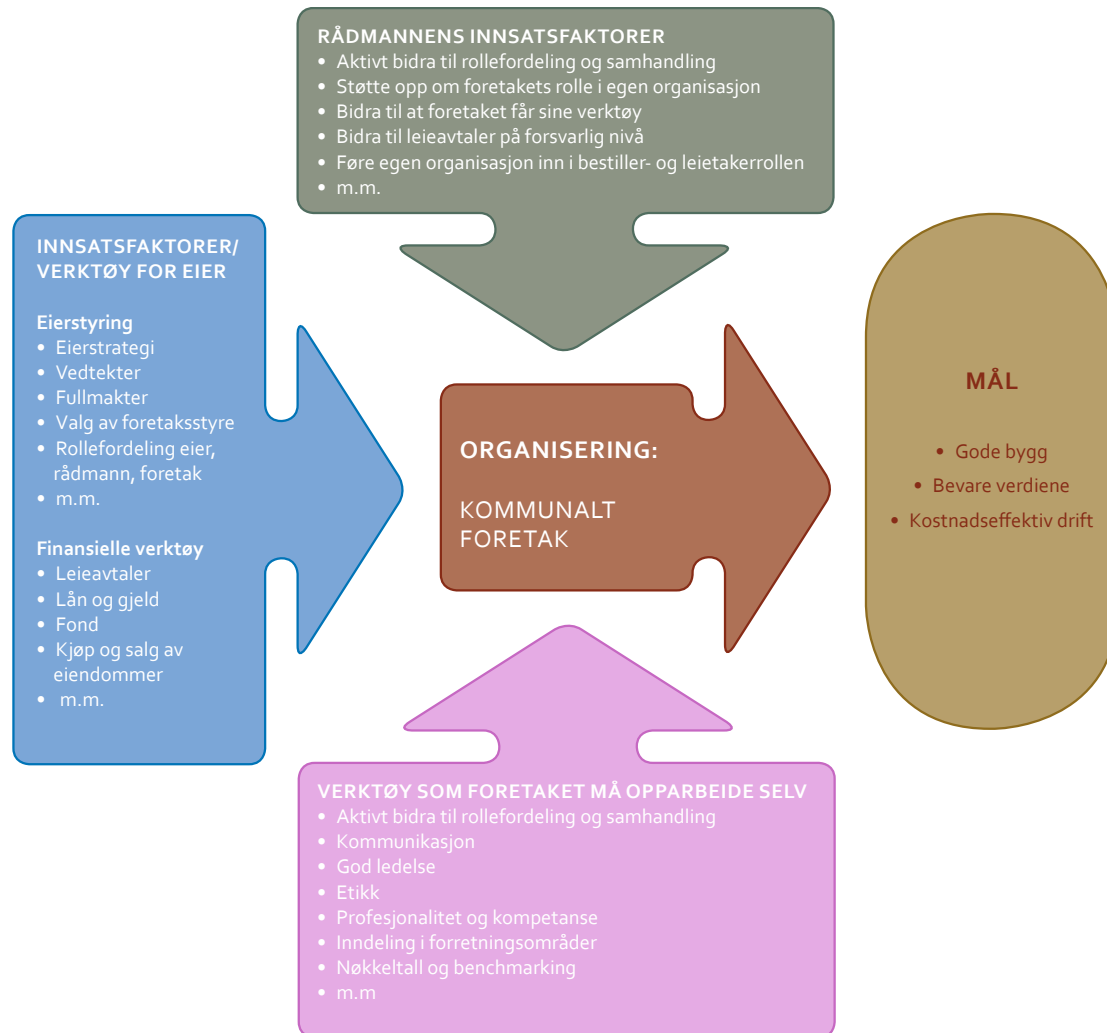 RÅDMANNENS INNSATSFAKTORER
• Aktivt bidra til rollefordeling og samhandling
• Støtte opp om foretakets rolle i egen organisasjon
• Bidra til at foretaket får sine verktøy
• Bidra til leieavtaler på forsvarlig nivå
• Føre egen organisasjon inn i bestiller- og leietakerrollen
• m.m.
INNSATSFAKTORER/
VERKTØY FOR EIER
Eierstyring
• Eierstrategi
• Vedtekter
• Fullmakter
• Valg av foretaksstyre
• Rollefordeling eier,
rådmann, foretak
• m.m.
Finansielle verktøy
• Leieavtaler
• Lån og gjeld
• Fond
• Kjøp og salg av
eiendommer
• m.m.
ORGANISERING:
KOMMUNALT
FORETAK
MÅL
• Gode bygg
• Bevare verdiene
• Kostnadseffektiv drift
VERKTØY SOM FORETAKET MÅ OPPARBEIDE SELV
• Aktivt bidra til rollefordeling og samhandling
• Kommunikasjon
• God ledelse
• Etikk
• Profesjonalitet og kompetanse
• Inndeling i forretningsområder
• Nøkkeltall og benchmarking
• m.m